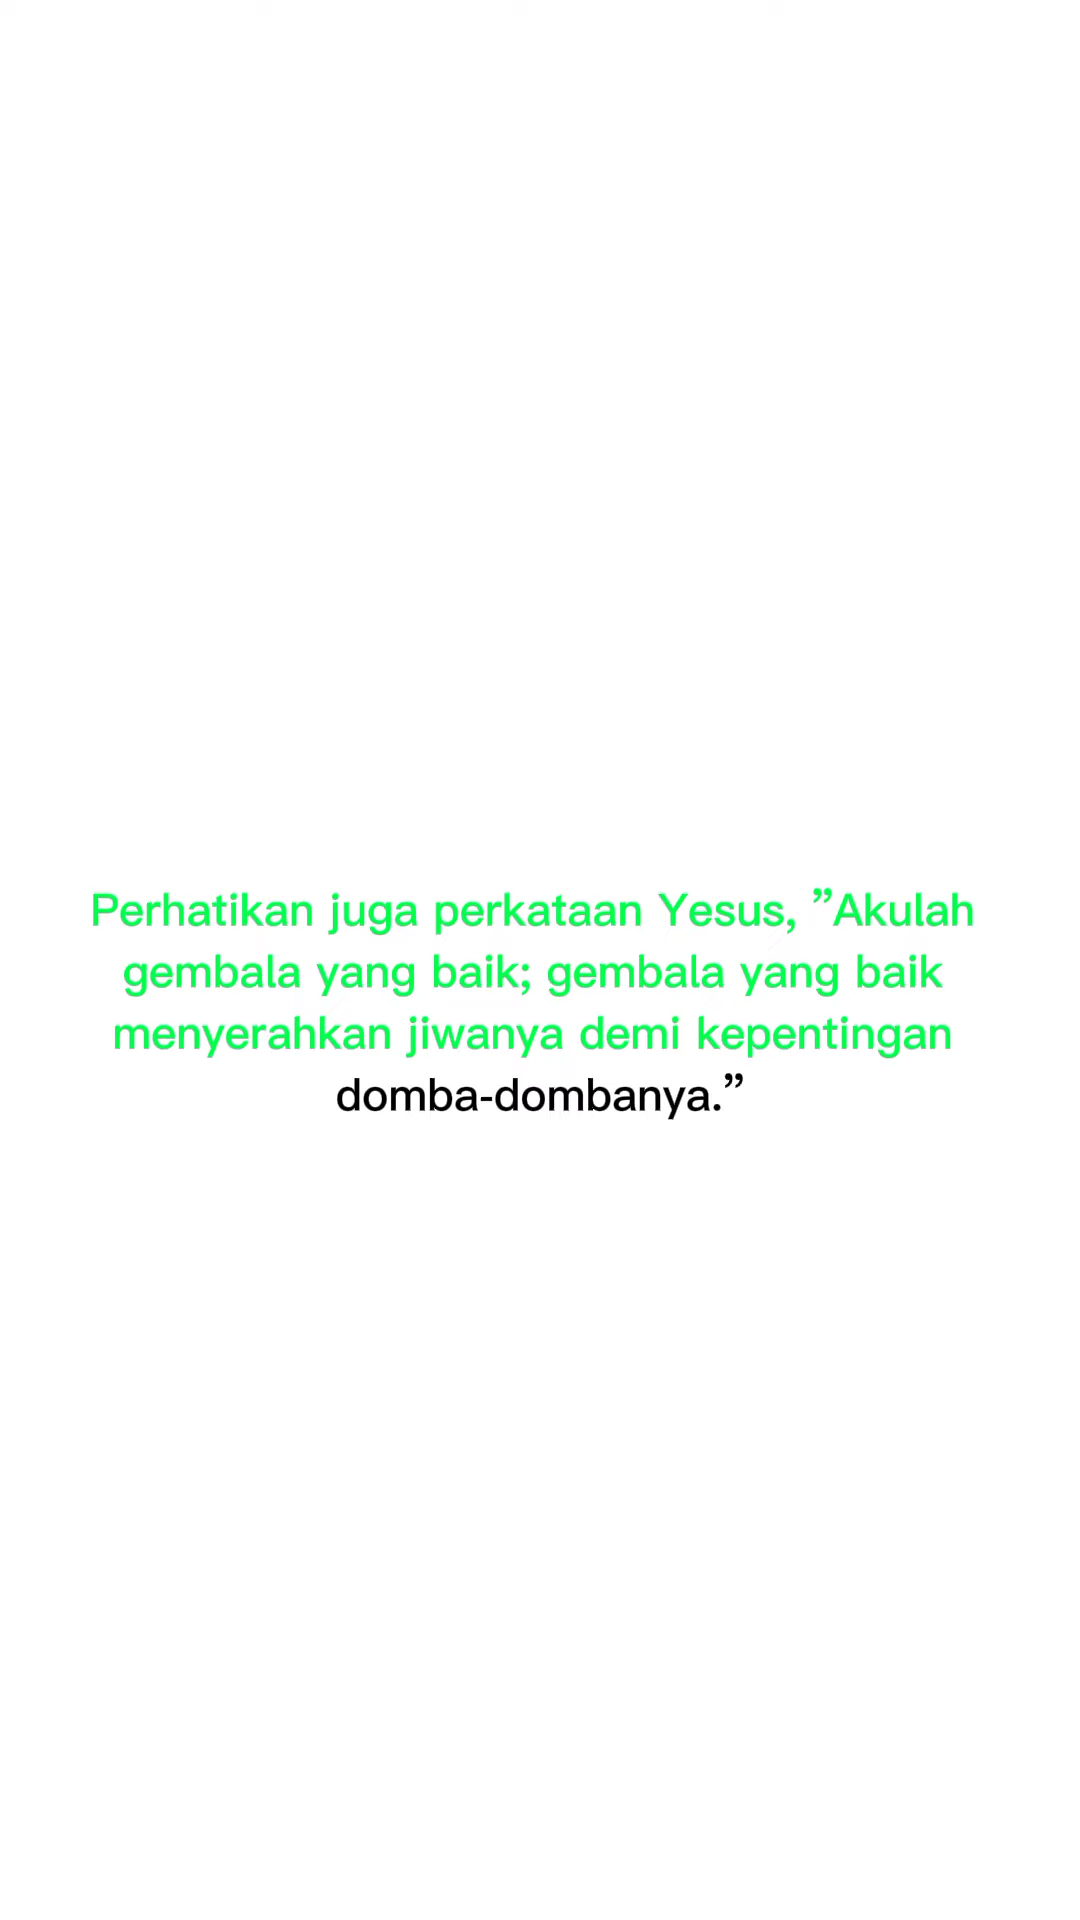 Perhatikan juga perkataan Yesus, ”Akulah
gembala yang baik; gembala yang baik
menyerahkan jiwanya demi kepentingan
domba-dombanya.”